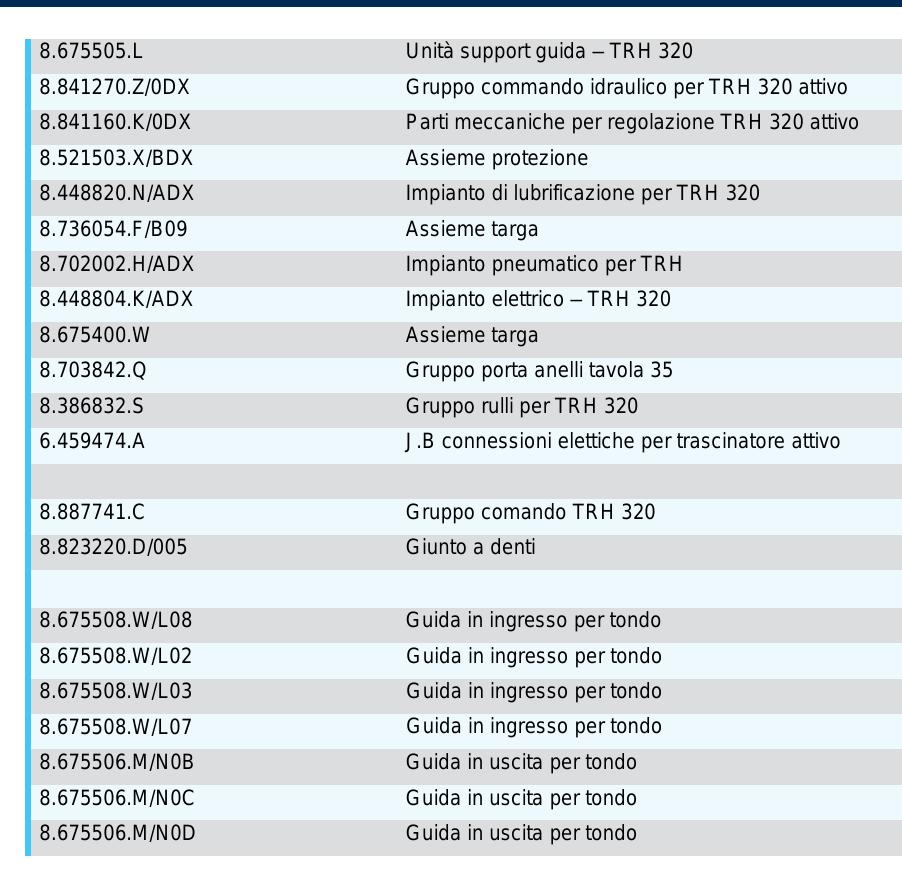 8.675505.L Unità support guida – TRH 320
8.841270.Z/0DX Gruppo commando idraulico per TRH 320 attivo
8.841160.K/0DX Parti meccaniche per regolazione TRH 320 attivo
8.521503.X/BDX Assieme protezione
8.448820.N/ADX Impianto di lubrificazione per TRH 320
8.736054.F/B09 Assieme targa
8.702002.H/ADX Impianto pneumatico per TRH
8.448804.K/ADX Impianto elettrico – TRH 320
8.675400.W Assieme targa
8.703842.Q Gruppo porta anelli tavola 35
8.386832.S Gruppo rulli per TRH 320
6.459474.A J.B connessioni elettiche per trascinatore attivo
8.887741.C Gruppo comando TRH 320
8.823220.D/005 Giunto a denti
8.675508.W/L08 Guida in ingresso per tondo
8.675508.W/L02 Guida in ingresso per tondo
8.675508.W/L03 Guida in ingresso per tondo
8.675508.W/L07 Guida in ingresso per tondo
8.675506.M/N0B Guida in uscita per tondo
8.675506.M/N0C Guida in uscita per tondo
8.675506.M/N0D Guida in uscita per tondo